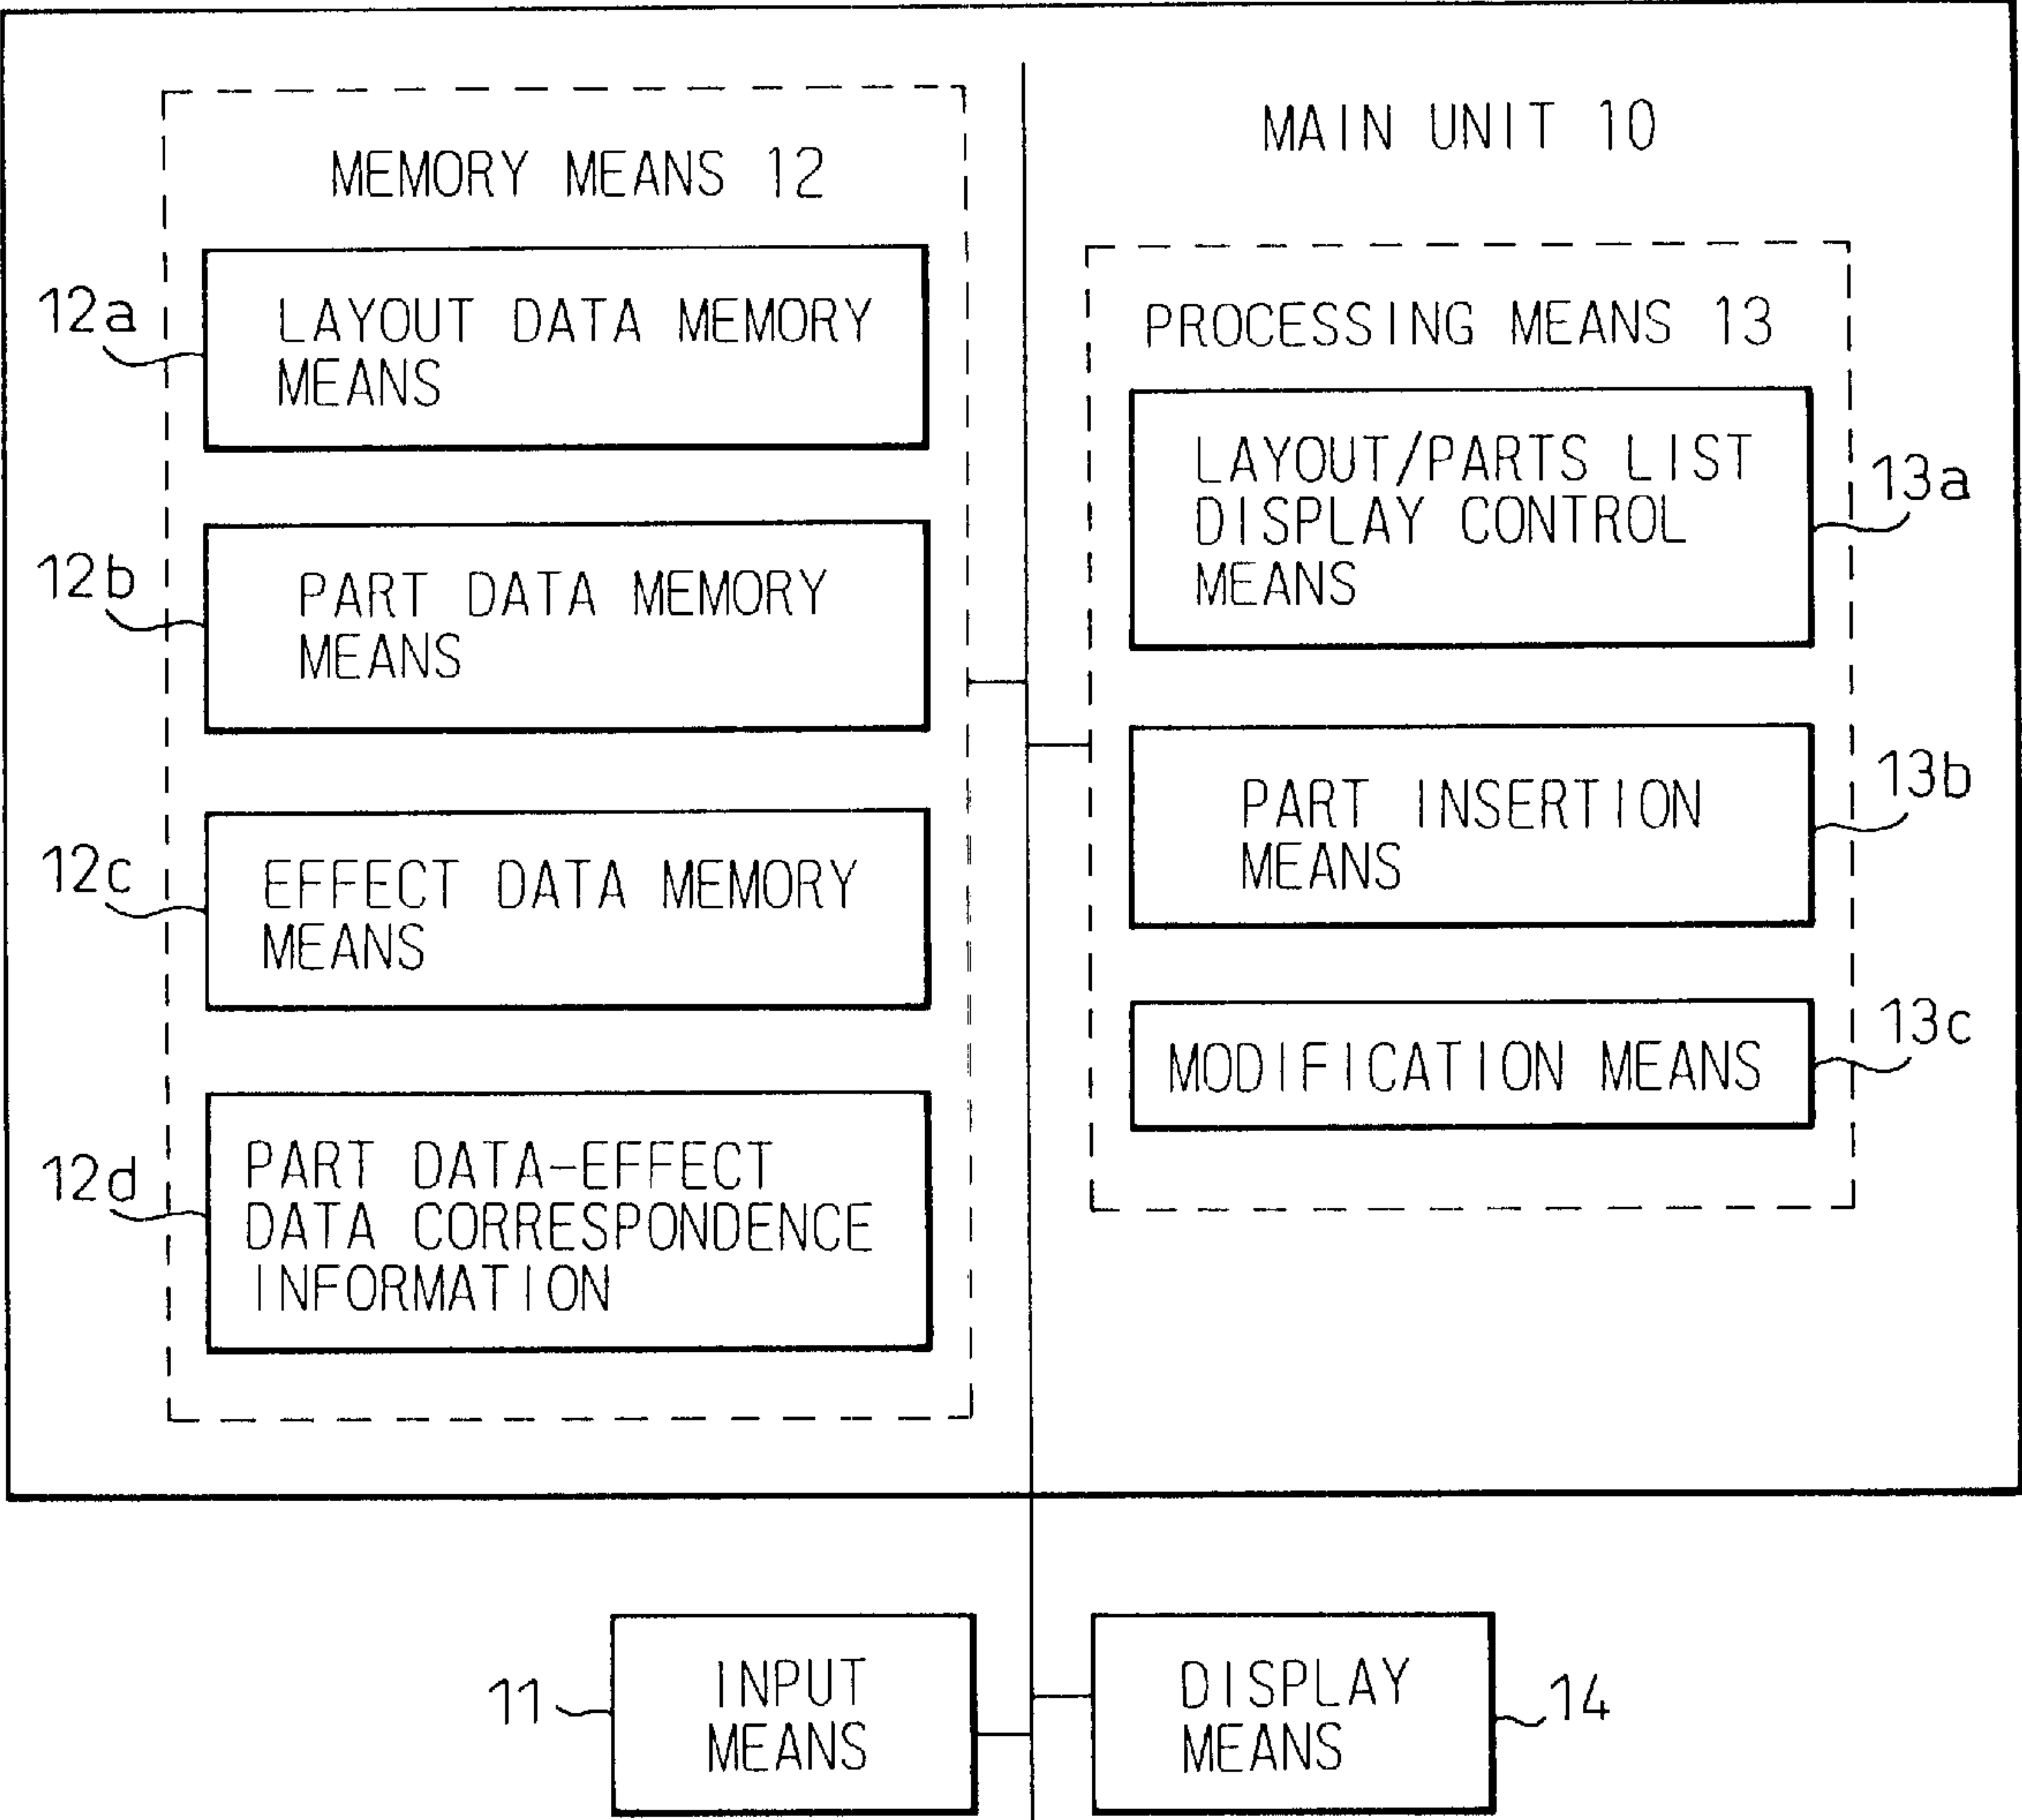 MAIN UNIT 10
MEMORY MEANS 12
12a
LAYOUT DATA MEMORY
MEANS
12b
PART DATA MEMORY
MEANS
12c
EFFECT DATA MEMORY
MEANS
12d
PART DATA-EFFECT
DATA CORRESPONDENCE
INFORMATION
PROCESSING MEANS 13
LAYOUT/PARTS LIST
DISPLAY CONTROL
MEANS
13a
PART INSERTION
MEANS
13b
MODIFICATION MEANS
13c
11
INPUT
MEANS
DISPLAY
MEANS
14